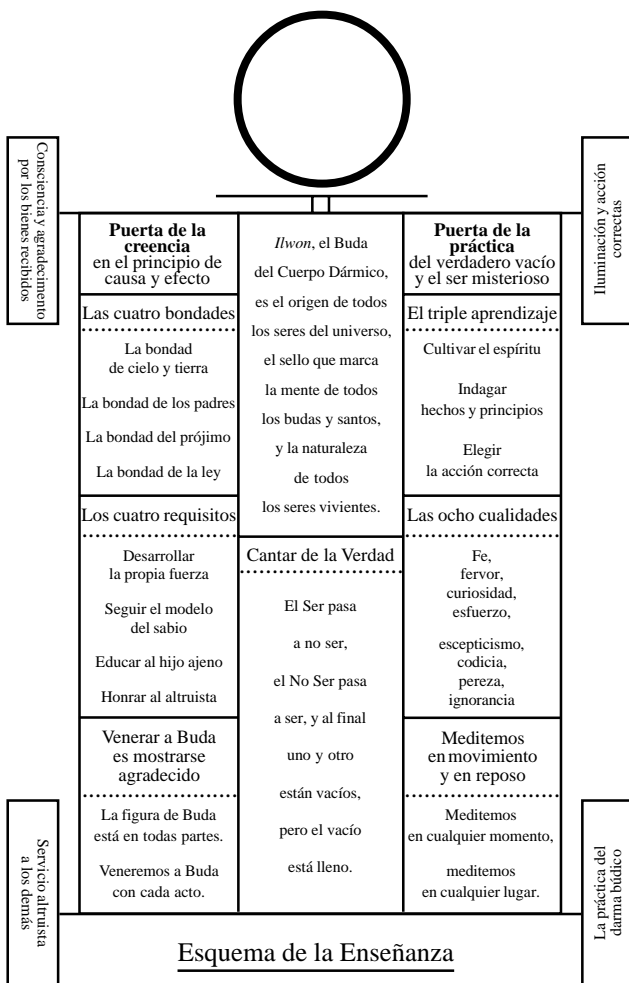 Consciencia y agradecimento
por los bienes recibidos
Puerta de la
creencia
en el principio de
causa y efecto
Las cuatro bondades
La bondad
de cielo y tierra
La bondad de los padres
La bondad del prójimo
La bondad de la ley
Los cuatro requisitos
Desarrollar
la propia fuerza
Seguir el modelo
del sabio
Educar al hijo ajeno
Honrar al altruista
Venerar a Buda
es mostrarse
agradecido
La figura de Buda
está en todas partes.
Veneremos a Buda
con cada acto.
Servicio altruista
a los demás
Ilwon, el Buda
del Cuerpo Dármico,
es el origen de todos
los seres del universo,
el sello que marca
la mente de todos
los budas y santos,
y la naturaleza
de todos
los seres vivientes.
Cantar de la Verdad
El Ser pasa
a no ser,
el No Ser pasa
a ser, y al final
uno y otro
están vacíos,
pero el vacío
está lleno.
Iluminación y acción
correctas
Puerta de la
práctica
del verdadero vacío
y el ser misterioso
El triple aprendizaje
Cultivar el espíritu
Indagar
hechos y principios
Elegir
la acción correcta
Las ocho cualidades
Fe,
fervor,
curiosidad,
esfuerzo,
escepticismo,
codicia,
pereza,
ignorancia
Meditemos
en movimiento
y en reposo
Meditemos
en cualquier momento,
meditemos
en cualquier lugar.
La práctica del
darma búdico
Esquema de la Enseñanza